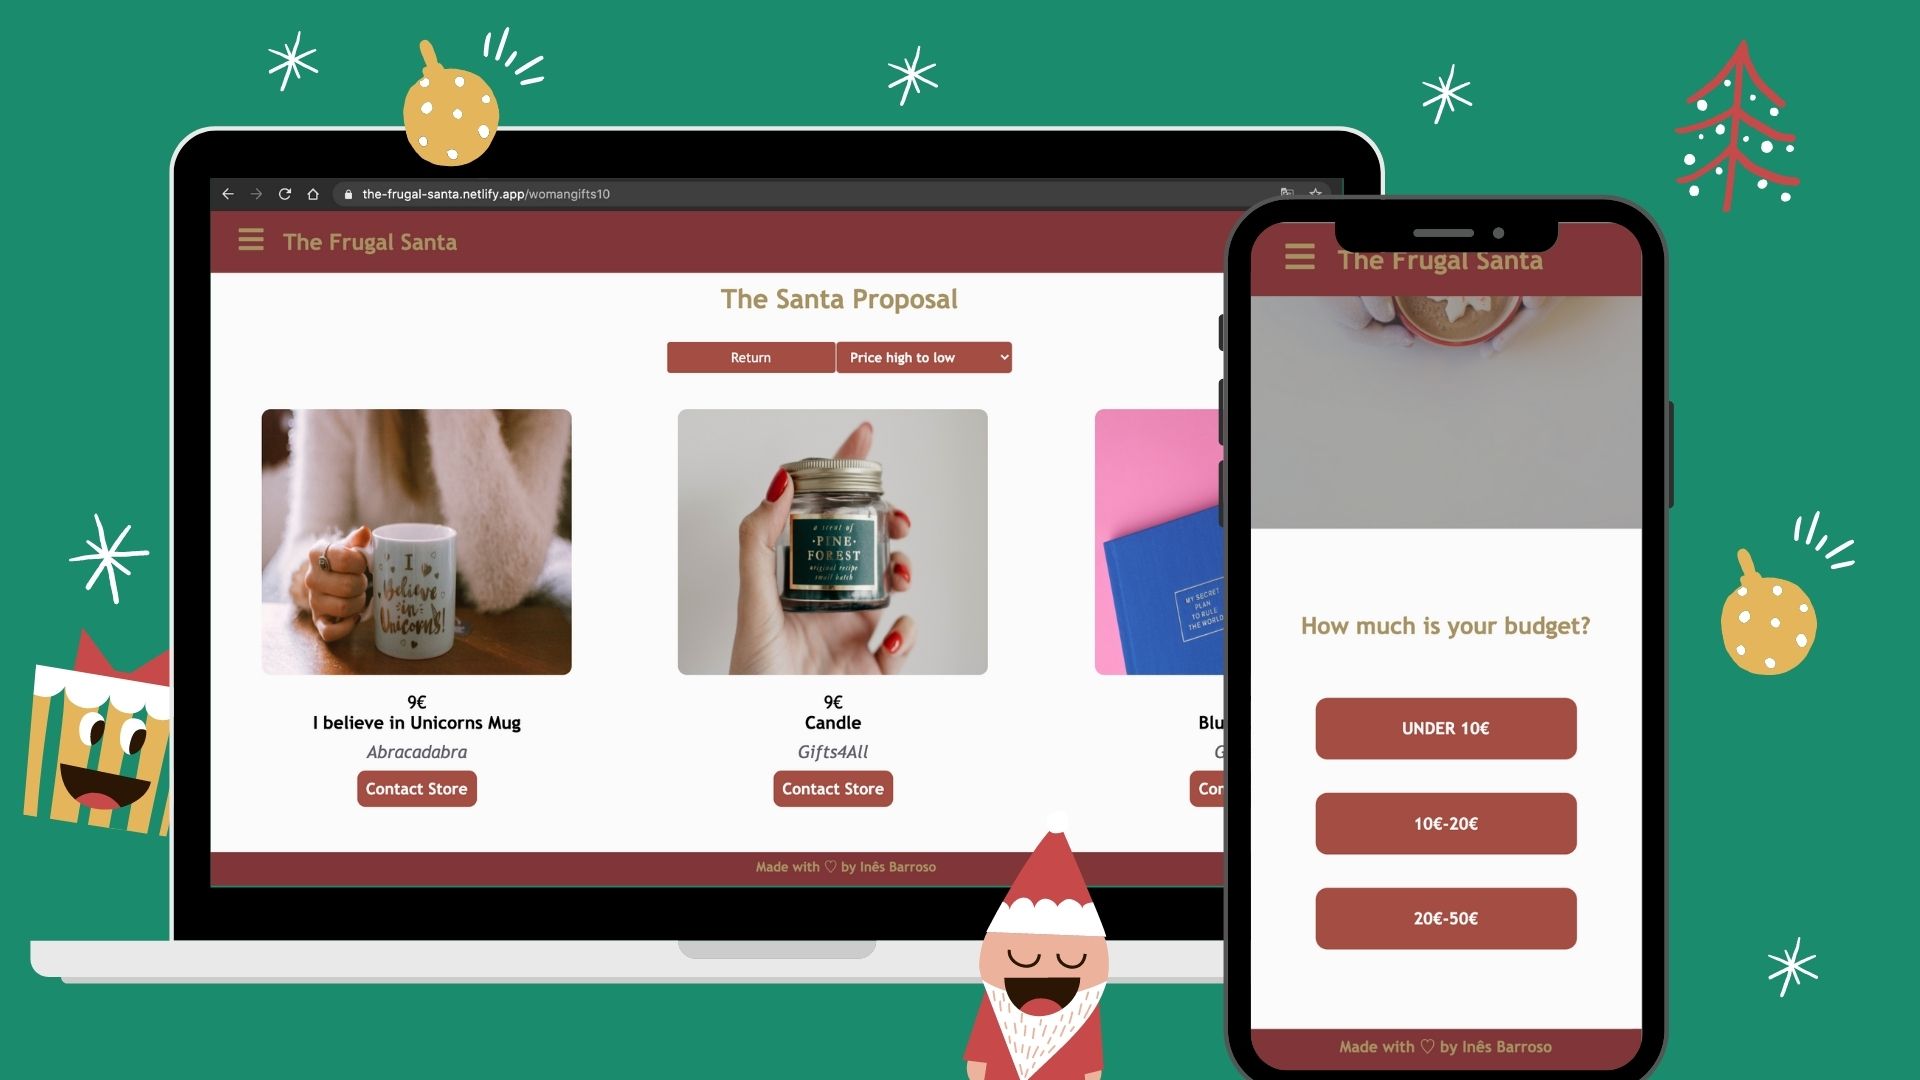 the-frugal-santa.netlify.app/womangifts10
The Frugal Santa
The Santa Proposal
Return
Price high to low
I
Believe
in
Unicorns!
a scent of
·PINE·
FOREST
original recipe
small batch
MY SECRET
PLAN
TO RULE
THE WORLD
9€
I believe in Unicorns Mug
Abracadabra
Contact Store
9€
Candle
Gifts4All
Contact Store
Blu
G
Con
Made with ♡ by Inês Barroso
The Frugal Santa
How much is your budget?
UNDER 10€
10€-20€
20€-50€
Made with ♡ by Inês Barroso